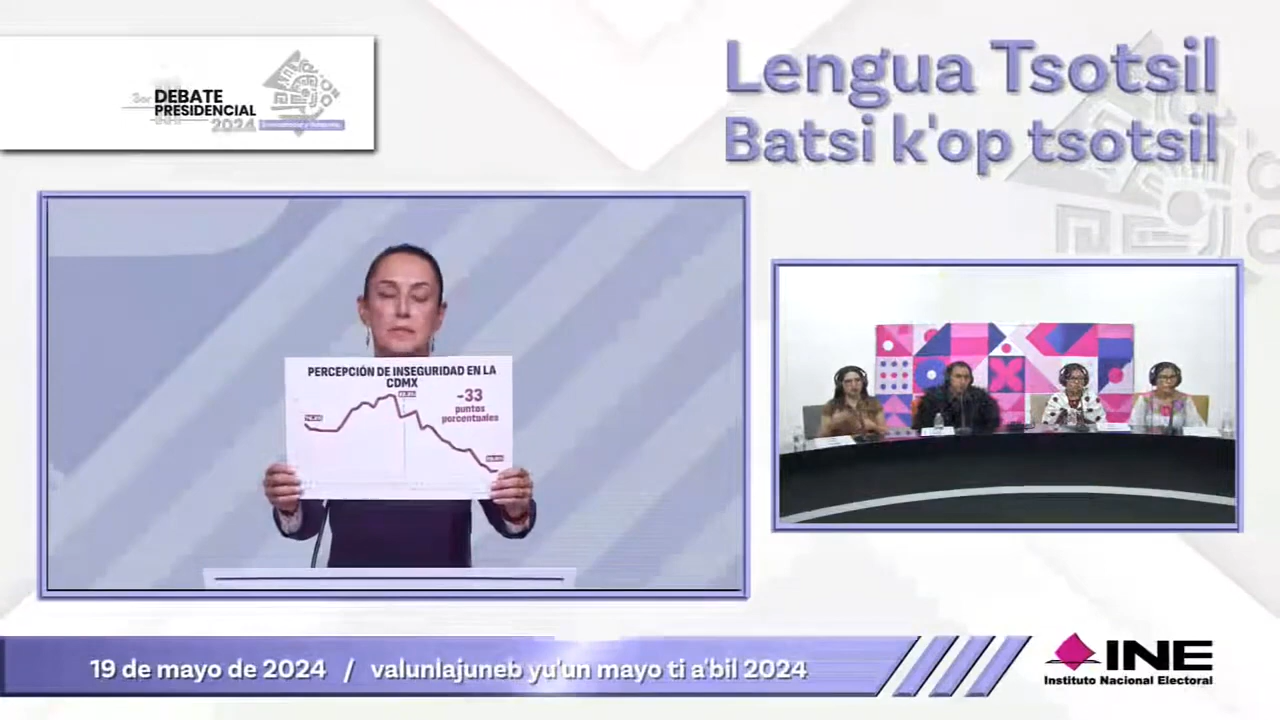 3er DEBATE
PRESIDENCIAL
2024
Lengua Tsotsil
Batsi k'op tsotsil
PERCEPCIÓN DE INSEGURIDAD EN LA
CDMX
-33
puntos
porcentuales
19 de mayo de 2024 / valunlajuneb yu'un mayo ti a'bil 2024
INE
Instituto Nacional Electoral